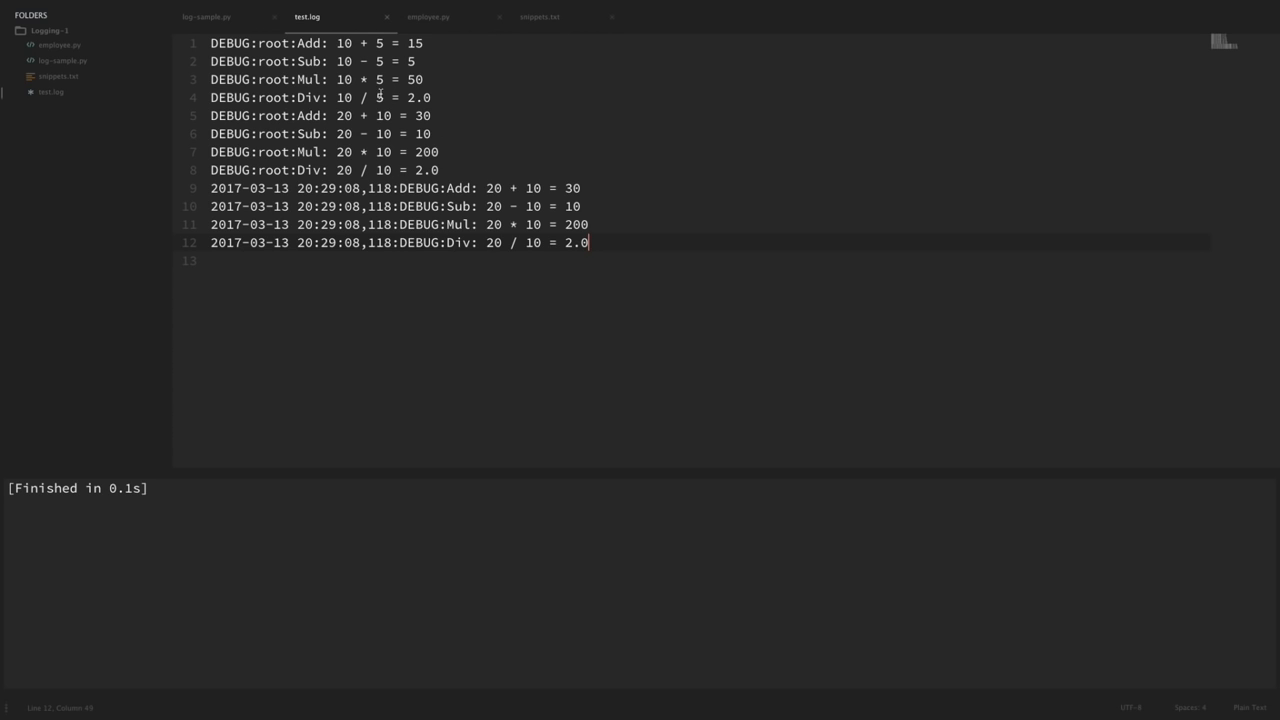 FOLDERS
Logging-1
employee.py
log-sample.py
snippets.txt
test.log
log-sample.py × test.log × employee.py × snippets.txt ×
1 DEBUG:root:Add: 10 + 5 = 15
2 DEBUG:root:Sub: 10 - 5 = 5
3 DEBUG:root:Mul: 10 * 5 = 50
4 DEBUG:root:Div: 10 / 5 = 2.0
5 DEBUG:root:Add: 20 + 10 = 30
6 DEBUG:root:Sub: 20 - 10 = 10
7 DEBUG:root:Mul: 20 * 10 = 200
8 DEBUG:root:Div: 20 / 10 = 2.0
9 2017-03-13 20:29:08,118:DEBUG:Add: 20 + 10 = 30
10 2017-03-13 20:29:08,118:DEBUG:Sub: 20 - 10 = 10
11 2017-03-13 20:29:08,118:DEBUG:Mul: 20 * 10 = 200
12 2017-03-13 20:29:08,118:DEBUG:Div: 20 / 10 = 2.0
13
[Finished in 0.1s]
Line 12, Column 49 UTF-8 Spaces: 4 Plain Text